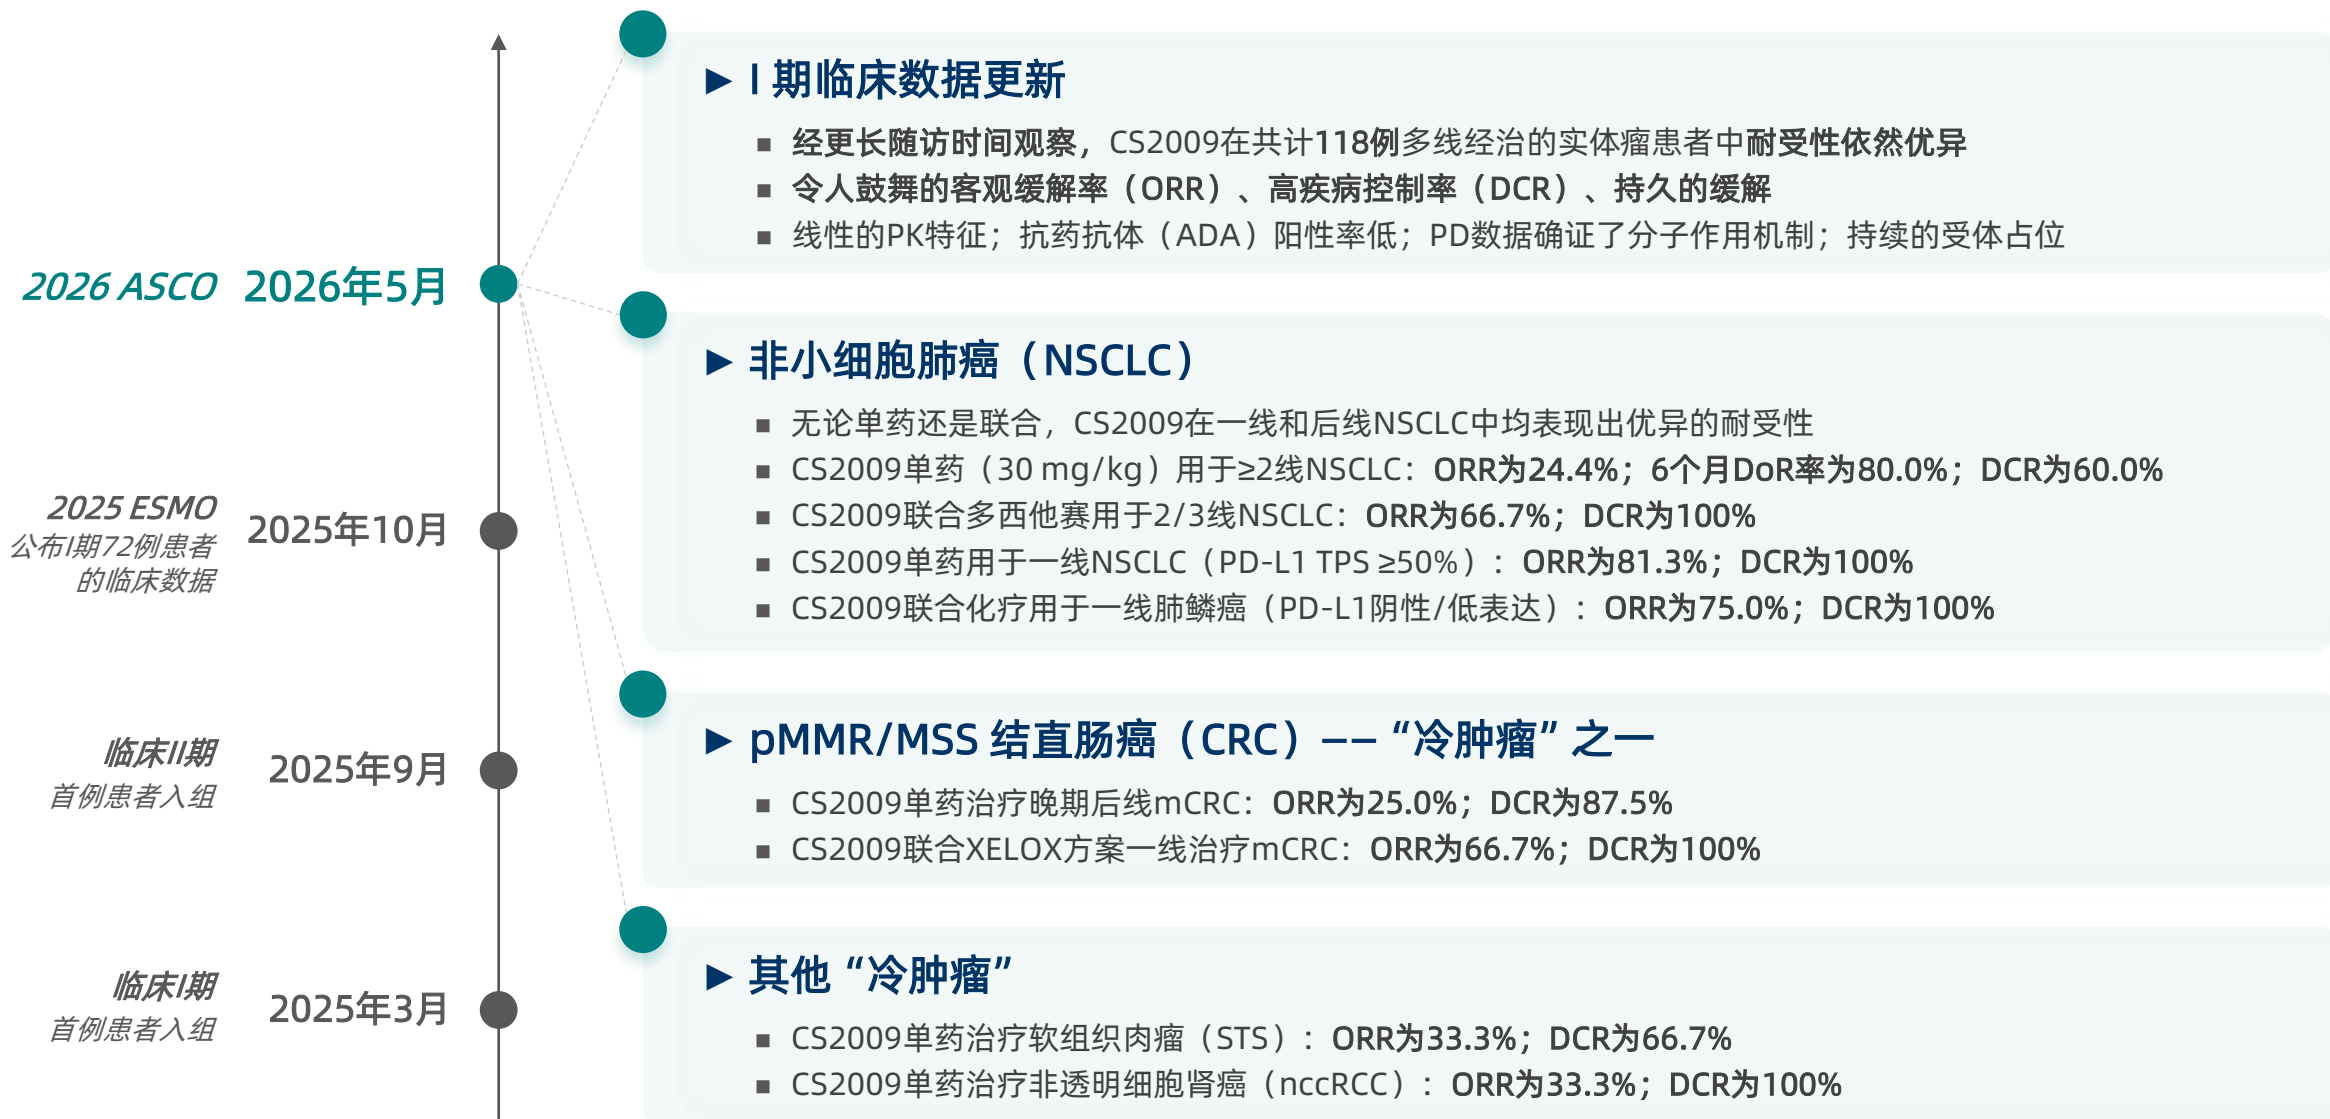 2026 ASCO 2026年5月
2025 ESMO
公布I期72例患者
的临床数据
2025年10月
临床II期
首例患者入组
2025年9月
临床I期
首例患者入组
2025年3月
I 期临床数据更新
经更长随访时间观察，CS2009在共计118例多线经治的实体瘤患者中耐受性依然优异
令人鼓舞的客观缓解率（ORR）、高疾病控制率（DCR）、持久的缓解
线性的PK特征；抗药抗体（ADA）阳性率低；PD数据确证了分子作用机制；持续的受体占位
非小细胞肺癌（NSCLC）
无论单药还是联合，CS2009在一线和后线NSCLC中均表现出优异的耐受性
CS2009单药（30 mg/kg）用于≥2线NSCLC：ORR为24.4%；6个月DoR率为80.0%；DCR为60.0%
CS2009联合多西他赛用于2/3线NSCLC：ORR为66.7%；DCR为100%
CS2009单药用于一线NSCLC（PD-L1 TPS ≥50%）：ORR为81.3%；DCR为100%
CS2009联合化疗用于一线肺鳞癌（PD-L1阴性/低表达）：ORR为75.0%；DCR为100%
pMMR/MSS 结直肠癌（CRC）—— “冷肿瘤” 之一
CS2009单药治疗晚期后线mCRC：ORR为25.0%；DCR为87.5%
CS2009联合XELOX方案一线治疗mCRC：ORR为66.7%；DCR为100%
其他 “冷肿瘤”
CS2009单药治疗软组织肉瘤（STS）：ORR为33.3%；DCR为66.7%
CS2009单药治疗非透明细胞肾癌（nccRCC）：ORR为33.3%；DCR为100%